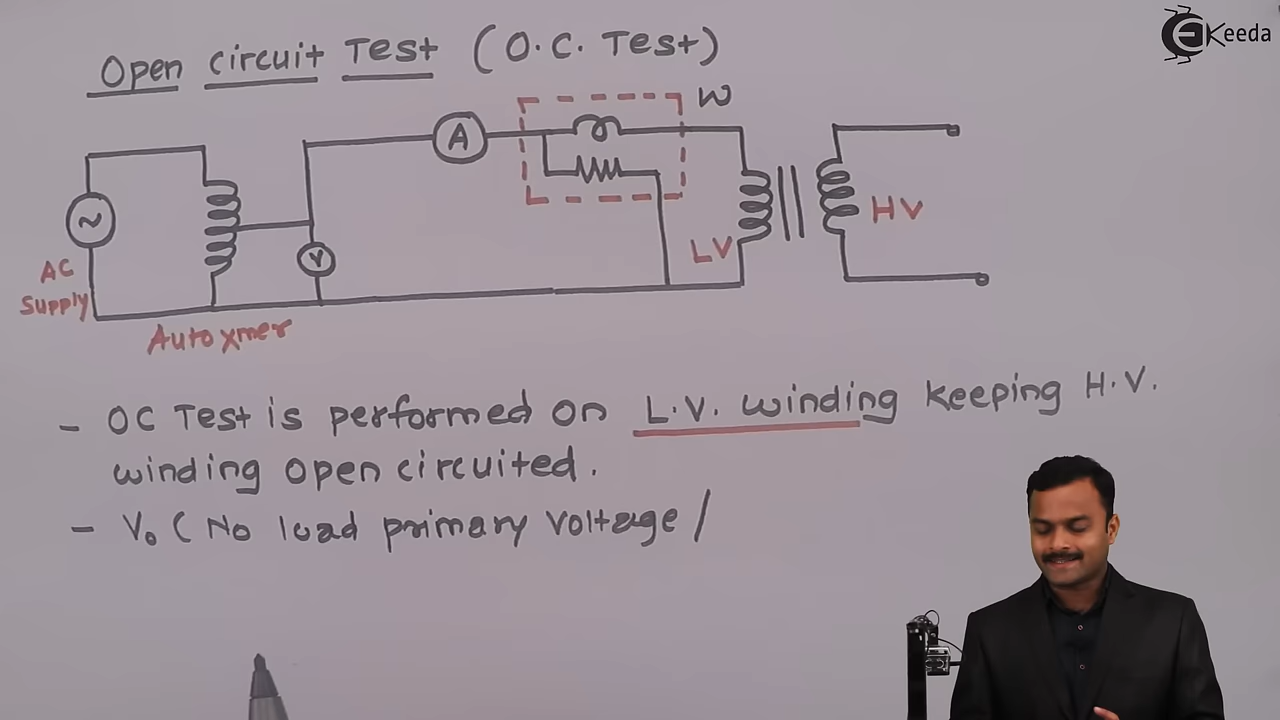 Keeda
Open circuit Test (O.C. Test)
W
A
~
V
AC
Supply
LV
HV
Autoxmer
- OC Test is performed on L.V. winding keeping H.V.
winding open circuited.
- V₀ (No load primary voltage /